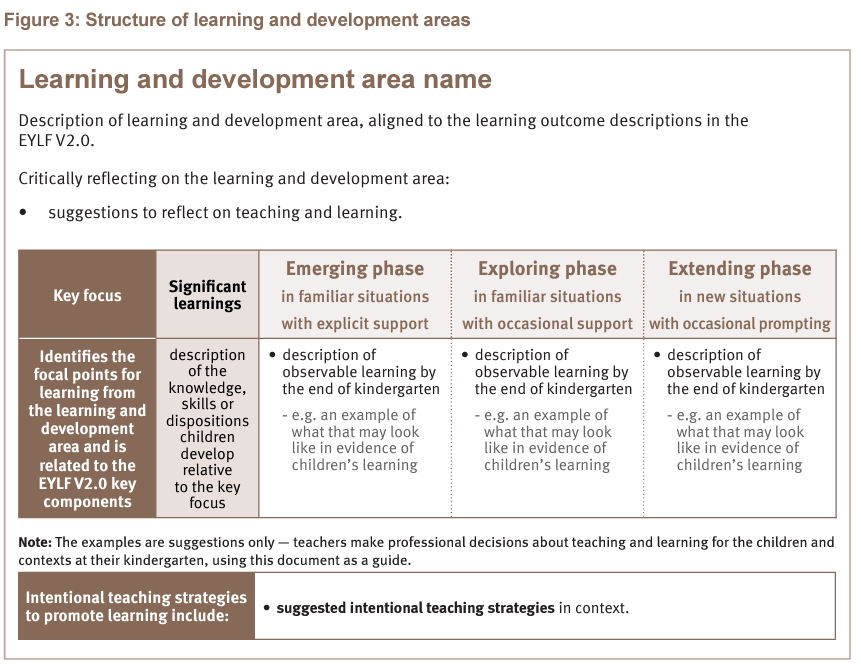 Figure 3: Structure of learning and development areas
Learning and development area name
Description of learning and development area, aligned to the learning outcome descriptions in the
EYLF V2.0.
Critically reflecting on the learning and development area:
• suggestions to reflect on teaching and learning.
Key focus
Significant
learnings
Emerging phase
in familiar situations
with explicit support
Exploring phase
in familiar situations
with occasional support
Extending phase
in new situations
with occasional prompting
Identifies the
focal points for
learning from
the learning and
development
area and is
related to the
EYLF V2.0 key
components
description
of the
knowledge,
skills or
dispositions
children
develop
relative
to the key
focus
• description of
observable learning by
the end of kindergarten
- e.g. an example of
what that may look
like in evidence of
children’s learning
• description of
observable learning by
the end of kindergarten
- e.g. an example of
what that may look
like in evidence of
children’s learning
• description of
observable learning by
the end of kindergarten
- e.g. an example of
what that may look
like in evidence of
children’s learning
Note: The examples are suggestions only — teachers make professional decisions about teaching and learning for the children and
contexts at their kindergarten, using this document as a guide.
Intentional teaching strategies
to promote learning include:
• suggested intentional teaching strategies in context.